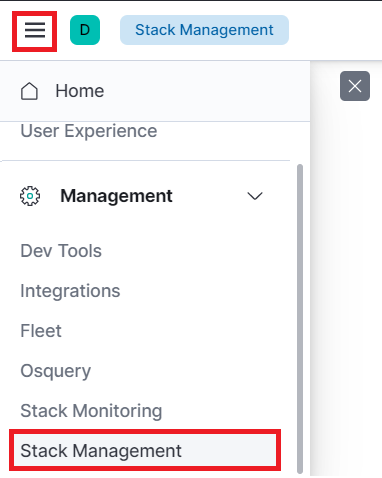 D Stack Management
Home
User Experience
Management
Dev Tools
Integrations
Fleet
Osquery
Stack Monitoring
Stack Management